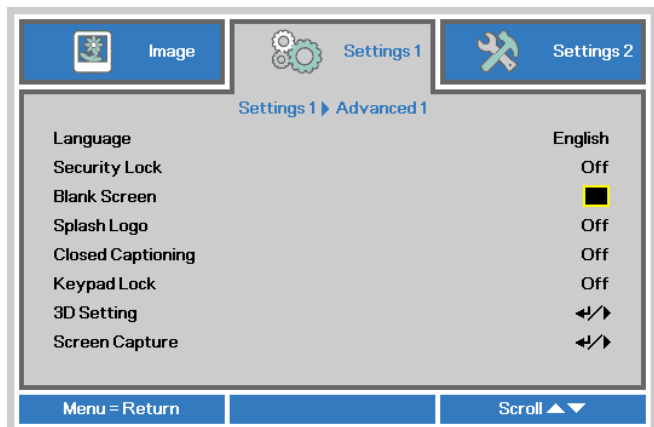 Image Settings 1 Settings 2
Settings 1 ▶ Advanced 1
Language English
Security Lock Off
Blank Screen
Splash Logo Off
Closed Captioning Off
Keypad Lock Off
3D Setting ↵/▶
Screen Capture ↵/▶
Menu = Return Scroll ▲▼